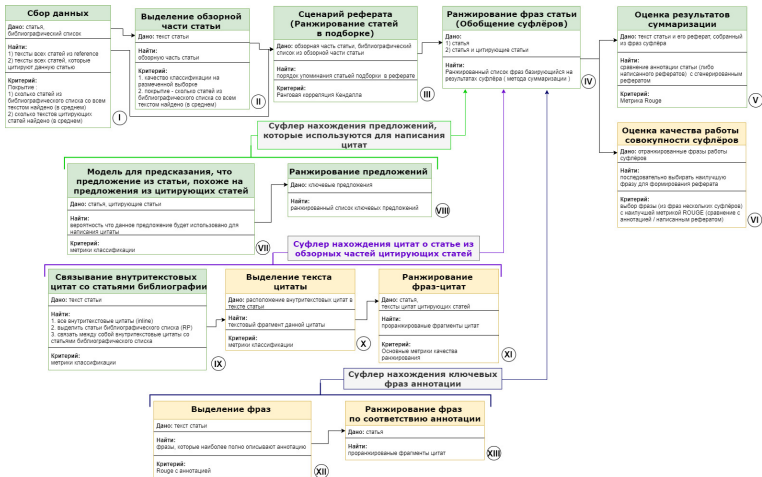 Сбор данных
Дано: статья,
библиографический список
Найти:
1) тексты всех статей из reference
2) тексты всех статей, которые
цитируют данную статью
Критерий:
Покрытие :
1) сколько статей из
библиографического списка со всем
текстом найдено (в среднем)
2) сколько текстов цитирующих
статей найдено (в среднем)
I
Выделение обзорной
части статьи
Дано: текст статьи
Найти:
обзорную часть статьи
Критерий:
1. качество классификации на
размеченной выборке
2. покрытие - сколько статей из
библиографического списка со всем
текстом найдено (в среднем)
II
Сценарий реферата
(Ранжирование статей
в подборке)
Дано: обзорная часть статьи, библиографический
список из обзорной части статьи
Найти:
порядок упоминания статьей подборки в реферате
Критерий:
Ранговая корреляция Кендалла
III
Ранжирование фраз статьи
(Обобщение суфлёров)
Дано:
1) статья
2) статья и цитирующие статьи
Найти:
Ранжированный список фраз базирующийся на
результатах суфлёра ( метода суммаризации )
IV
Оценка результатов
суммаризации
Дано: текст статьи и его реферат, собранный
из фраз суфлёра
Найти:
сравнение аннотации статьи (либо
написанного рефератов) с сгенерированным
рефератом
Критерий:
Метрика Rouge
V
Оценка качества работы
совокупности суфлёров
Дано: отранжированные фразы работы
суфлёров
Найти:
последовательно выбирать наилучшую
фразу для формирования реферата
Критерий:
выбор фразы (из фраз нескольких суфлёров)
с наилучшей метрикой ROUGE (сравнение с
аннотацией / написанным рефератом)
VI
Суфлер нахождения предложений,
которые используются для написания
цитат
Модель для предсказания, что
предложение из статьи, похоже на
предложения из цитирующих статей
Дано: статья, цитирующие статьи
Найти:
вероятность что данное предложение будет использовано для
написания цитаты
Критерий:
метрики классификации
VII
Ранжирование предложений
Дано: ключевые предложения
Найти:
ранжированный список ключевых предложений
VIII
Суфлер нахождения цитат о статье из
обзорных частей цитирующих статей
Связывание внутритекстовых
цитат со статьями библиографии
Дано: текст статьи
Найти:
1. все внутритекстовые цитаты (inline)
2. выделить статьи библиографического списка (RP)
3. связать между собой внутритекстовые цитаты со
статьями библиографического списка
Критерий:
метрики классификации
IX
Выделение текста
цитаты
Дано: расположение внутритекстовых цитат в
тексте статьи
Найти:
текстовый фрагмент данной цитаты
Критерий:
метрики классификации
X
Ранжирование
фраз-цитат
Дано: статья,
тексты цитат цитирующих статей
Найти:
проранжированые фрагменты цитат
Критерий:
Основные метрики качества
ранжирования
XI
Суфлер нахождения ключевых
фраз аннотации
Выделение фраз
Дано: текст статьи
Найти:
фразы, которые наиболее полно описывают аннотацию
Критерий:
Rouge с аннотацией
XII
Ранжирование фраз
по соответствию аннотации
Дано: статья
Найти:
проранжированые фрагменты цитат
XIII